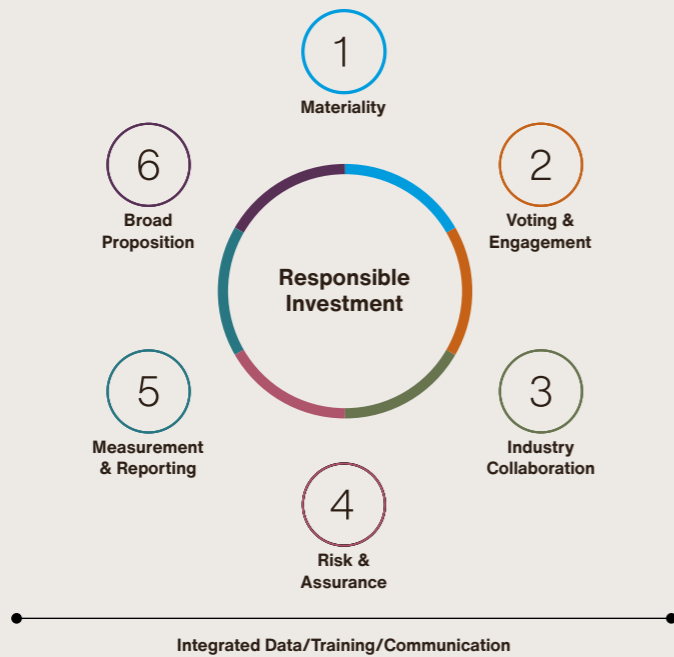 1
Materiality
6
Broad
Proposition
2
Voting &
Engagement
Responsible
Investment
5
Measurement
& Reporting
3
Industry
Collaboration
4
Risk &
Assurance
Integrated Data/Training/Communication